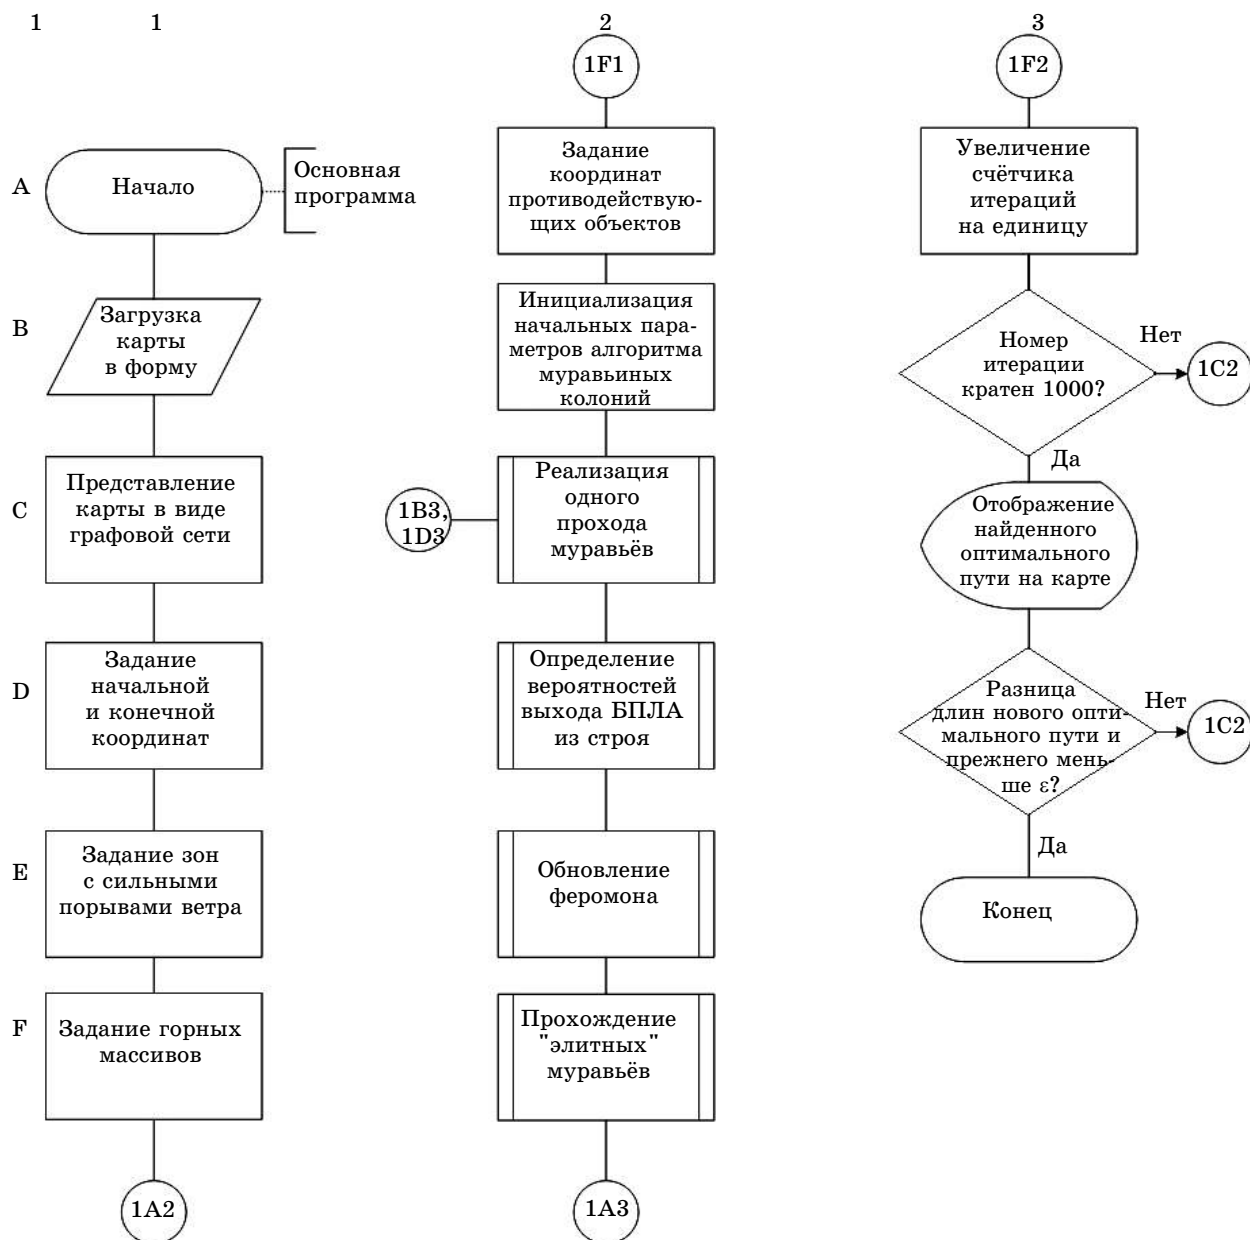 1
1
A
Начало
Основная
программа
B
Загрузка
карты
в форму
C
Представление
карты в виде
графовой сети
D
Задание
начальной
и конечной
координат
E
Задание зон
с сильными
порывами ветра
F
Задание горных
массивов
1A2
2
1F1
Задание
координат
противодействую-
щих объектов
Инициализация
начальных пара-
метров алгоритма
муравьиных
колоний
1B3,
1D3
Реализация
одного
прохода
муравьёв
Определение
вероятностей
выхода БПЛА
из строя
Обновление
феромона
Прохождение
"элитных"
муравьёв
1A3
3
1F2
Увеличение
счётчика
итераций
на единицу
Номер
итерации
кратен 1000?
Нет
1C2
Да
Отображение
найденного
оптимального
пути на карте
Разница
длин нового опти-
мального пути и
прежнего мень-
ше ε?
Нет
1C2
Да
Конец